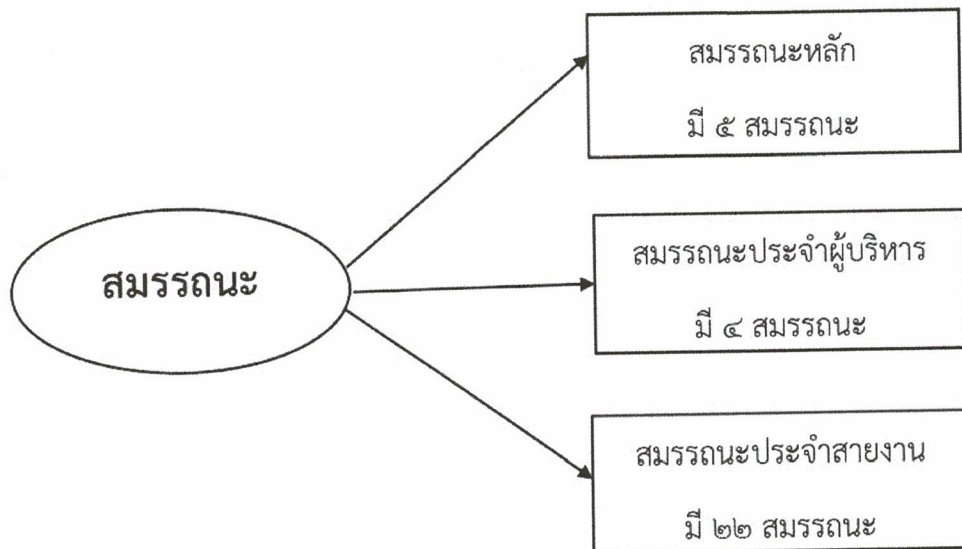 สมรรถนะหลัก
มี ๕ สมรรถนะ
สมรรถนะ
สมรรถนะประจำผู้บริหาร
มี ๔ สมรรถนะ
สมรรถนะประจำสายงาน
มี ๒๒ สมรรถนะ